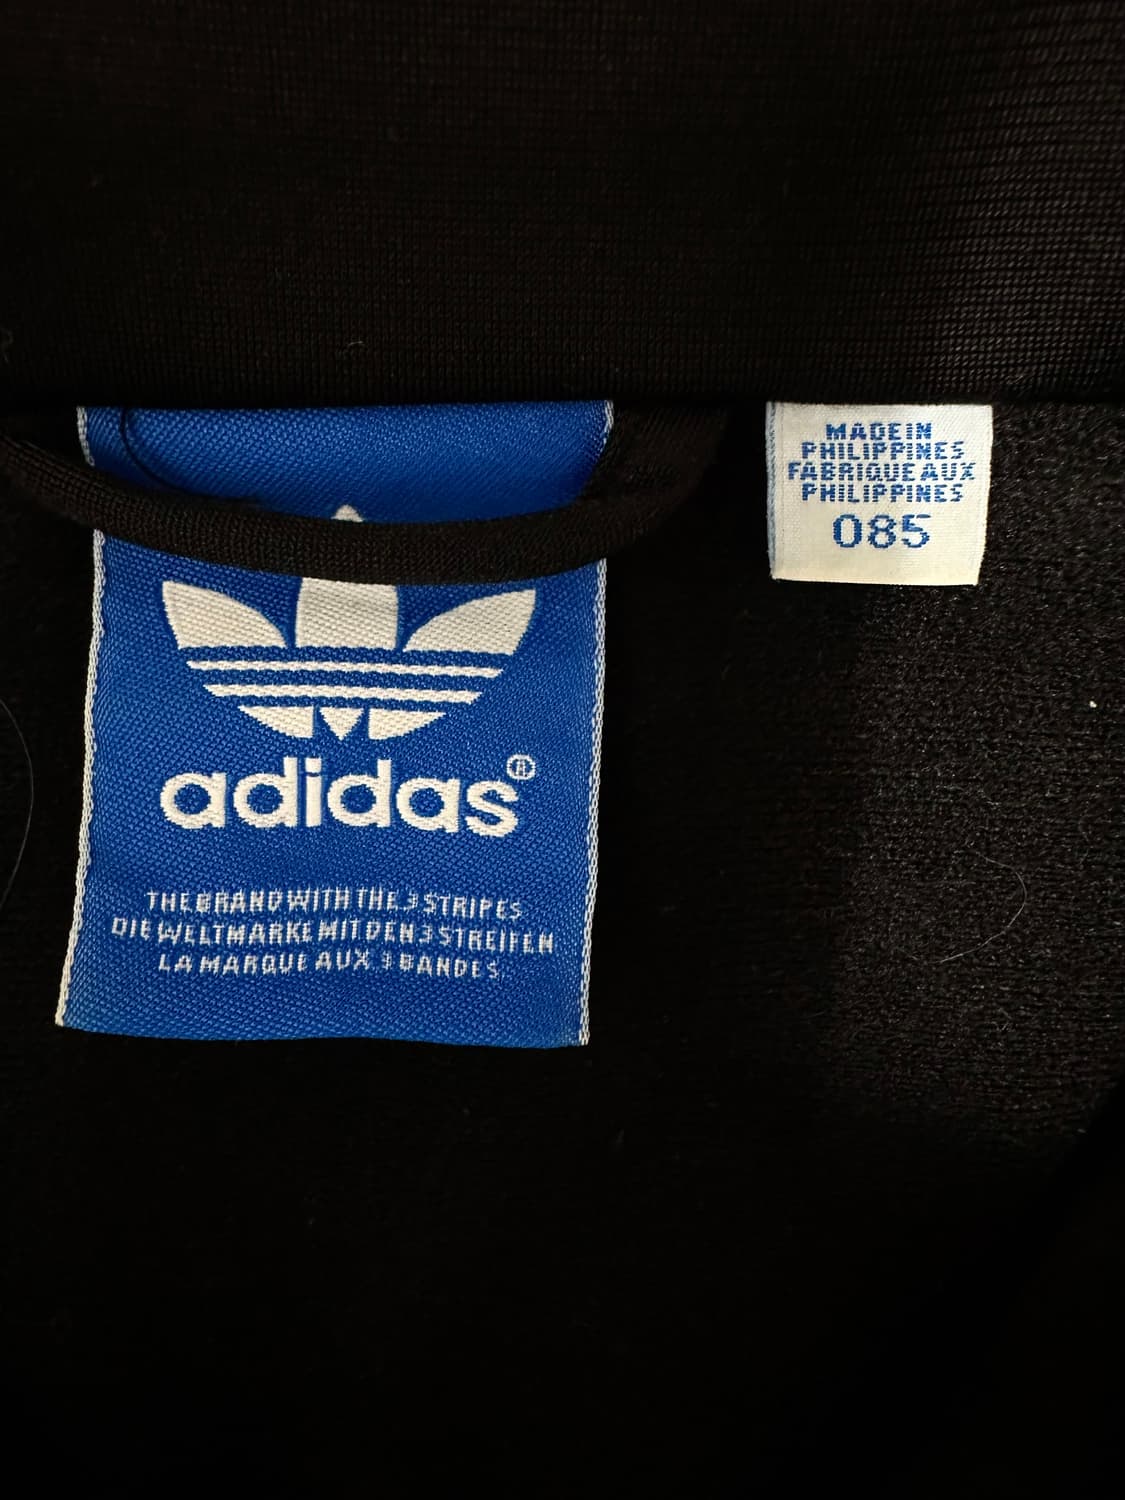 MADE IN
PHILIPPINES
FABRIQUE AUX
PHILIPPINES
085
adidas®
THE BRAND WITH THE 3 STRIPES
DIE WELTMARKE MIT DEN 3 STREIFEN
LA MARQUE AUX 3 BANDES